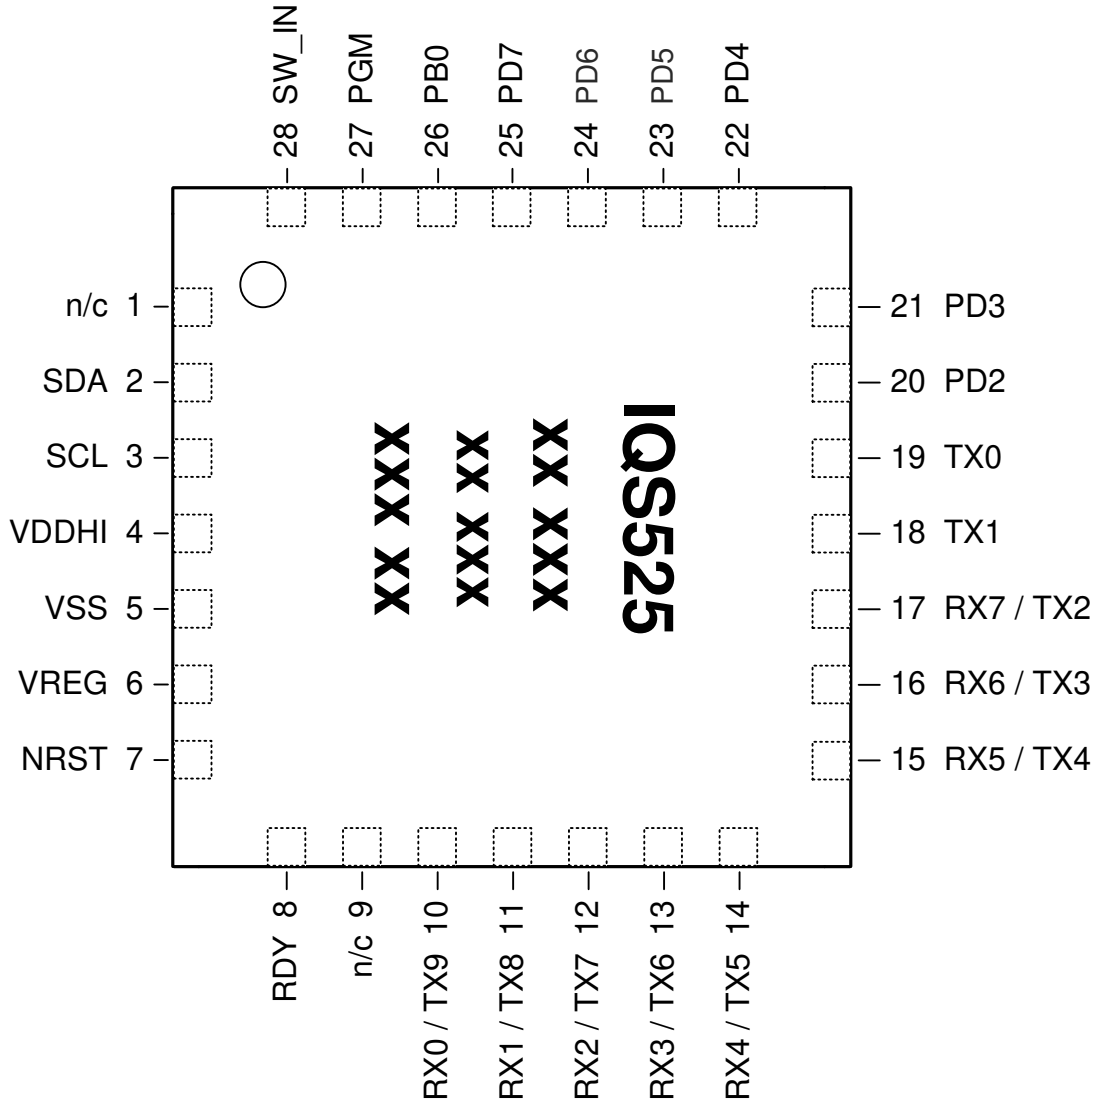 28 SW_IN
27 PGM
26 PB0
25 PD7
24 PD6
23 PD5
22 PD4
n/c 1
SDA 2
SCL 3
VDDHI 4
VSS 5
VREG 6
NRST 7
IQS525
xx xxx xx
xx xxx
xxx xx
21 PD3
20 PD2
19 TX0
18 TX1
17 RX7 / TX2
16 RX6 / TX3
15 RX5 / TX4
RDY 8
n/c 9
RX0 / TX9 10
RX1 / TX8 11
RX2 / TX7 12
RX3 / TX6 13
RX4 / TX5 14